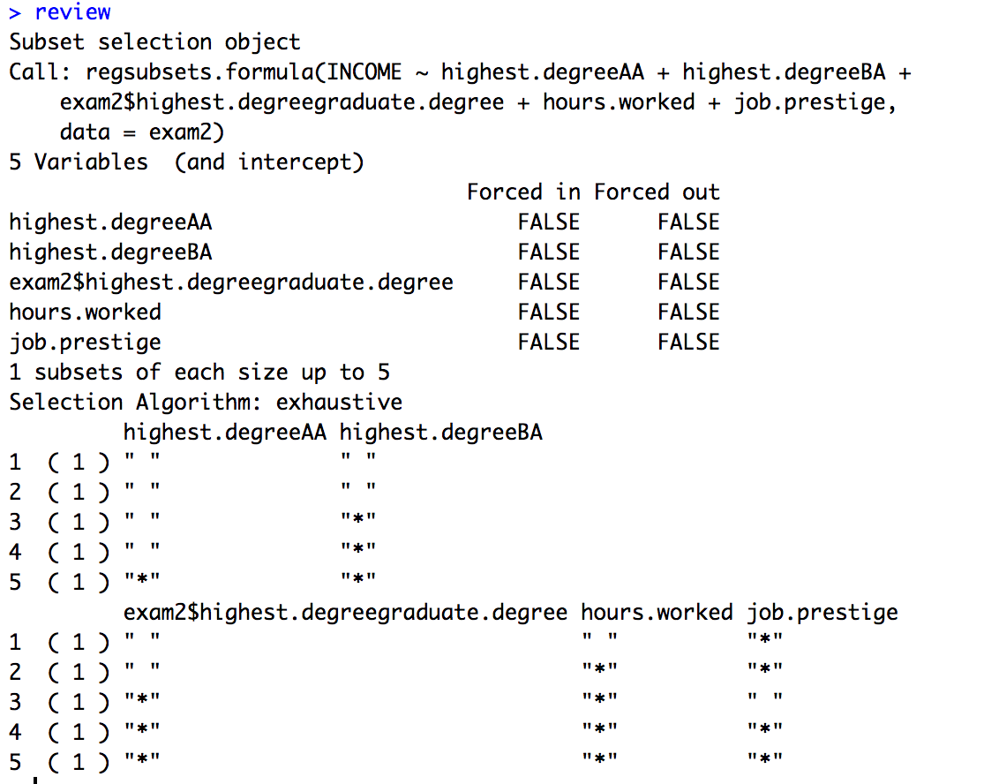 > review
Subset selection object
Call: regsubsets.formula(INCOME ~ highest.degreeAA + highest.degreeBA +
    exam2$highest.degreegraduate.degree + hours.worked + job.prestige,
    data = exam2)
5 Variables  (and intercept)
                                    Forced in Forced out
highest.degreeAA                        FALSE      FALSE
highest.degreeBA                        FALSE      FALSE
exam2$highest.degreegraduate.degree     FALSE      FALSE
hours.worked                            FALSE      FALSE
job.prestige                            FALSE      FALSE
1 subsets of each size up to 5
Selection Algorithm: exhaustive
         highest.degreeAA highest.degreeBA
1  ( 1 ) " "              " "
2  ( 1 ) " "              " "
3  ( 1 ) " "              "*"
4  ( 1 ) " "              "*"
5  ( 1 ) "*"              "*"
         exam2$highest.degreegraduate.degree hours.worked job.prestige
1  ( 1 ) " "                                 " "          "*"
2  ( 1 ) " "                                 "*"          "*"
3  ( 1 ) "*"                                 "*"          " "
4  ( 1 ) "*"                                 "*"          "*"
5  ( 1 ) "*"                                 "*"          "*"